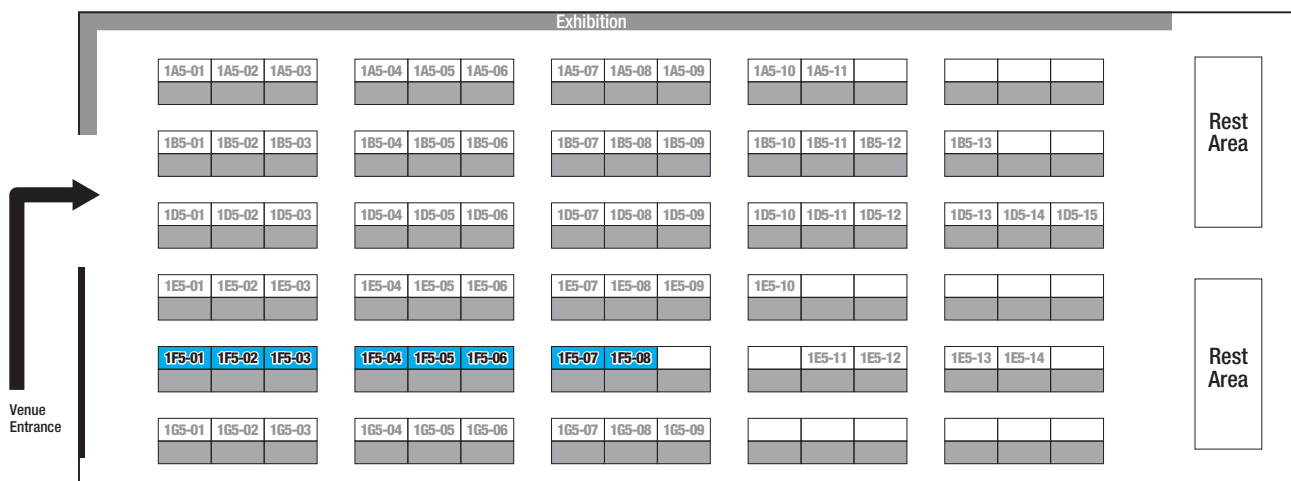 Exhibition
1A5-01 1A5-02 1A5-03 1A5-04 1A5-05 1A5-06 1A5-07 1A5-08 1A5-09 1A5-10 1A5-11
1B5-01 1B5-02 1B5-03 1B5-04 1B5-05 1B5-06 1B5-07 1B5-08 1B5-09 1B5-10 1B5-11 1B5-12 1B5-13
Rest
Area
1D5-01 1D5-02 1D5-03 1D5-04 1D5-05 1D5-06 1D5-07 1D5-08 1D5-09 1D5-10 1D5-11 1D5-12 1D5-13 1D5-14 1D5-15
1E5-01 1E5-02 1E5-03 1E5-04 1E5-05 1E5-06 1E5-07 1E5-08 1E5-09 1E5-10
1F5-01 1F5-02 1F5-03 1F5-04 1F5-05 1F5-06 1F5-07 1F5-08 1E5-11 1E5-12 1E5-13 1E5-14
Rest
Area
Venue
Entrance
1G5-01 1G5-02 1G5-03 1G5-04 1G5-05 1G5-06 1G5-07 1G5-08 1G5-09